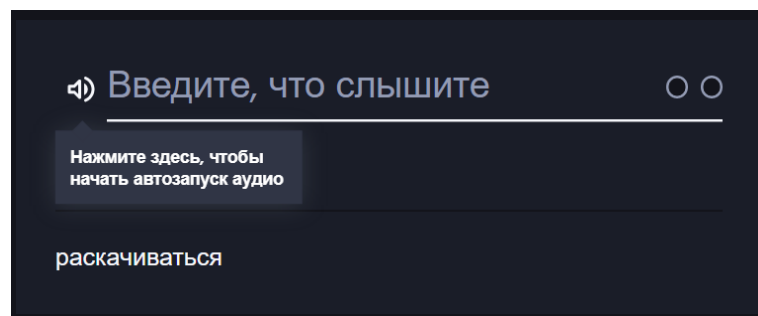 Введите, что слышите
Нажмите здесь, чтобы
начать автозапуск аудио
раскачиваться